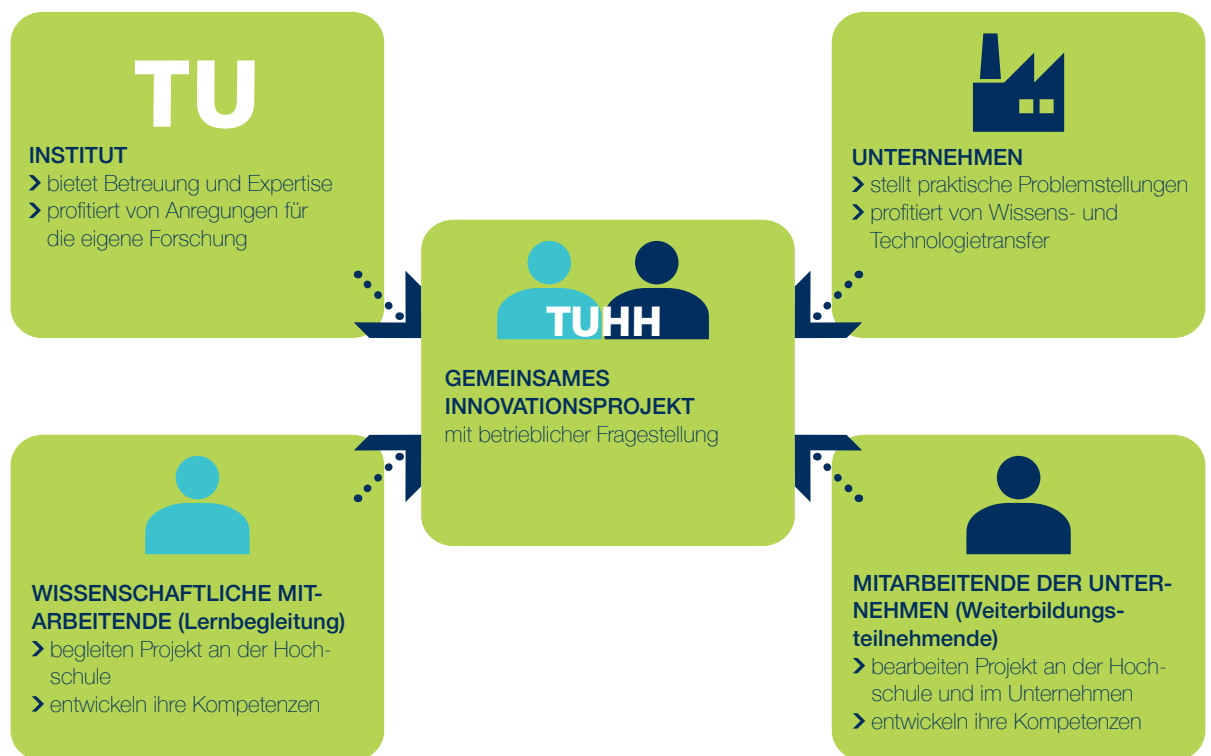 TU
INSTITUT
bietet Betreuung und Expertise
profitiert von Anregungen für
die eigene Forschung
UNTERNEHMEN
stellt praktische Problemstellungen
profitiert von Wissens- und
Technologietransfer
TUHH
GEMEINSAMES
INNOVATIONSPROJEKT
mit betrieblicher Fragestellung
WISSENSCHAFTLICHE MIT-
ARBEITENDE (Lernbegleitung)
begleiten Projekt an der Hoch-
schule
entwickeln ihre Kompetenzen
MITARBEITENDE DER UNTER-
NEHMEN (Weiterbildungs-
teilnehmende)
bearbeiten Projekt an der Hoch-
schule und im Unternehmen
entwickeln ihre Kompetenzen